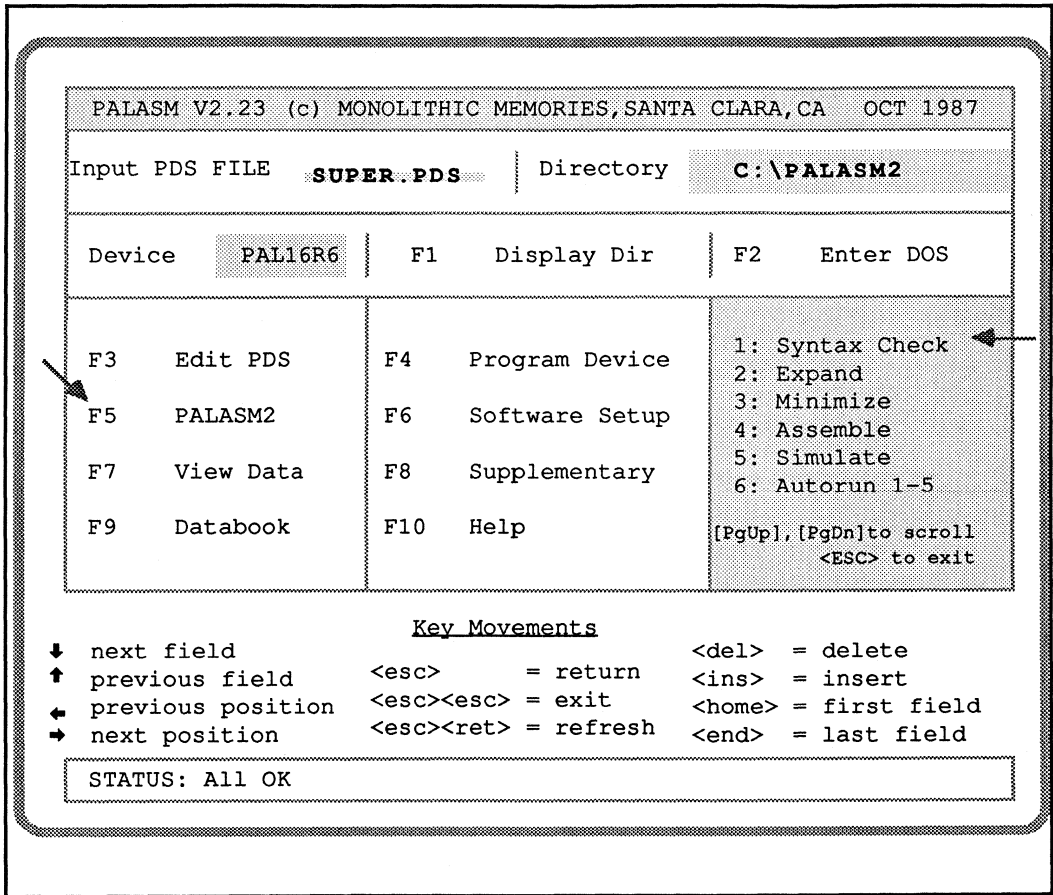 PALASM V2.23 (c) MONOLITHIC MEMORIES,SANTA CLARA,CA OCT 1987
Input PDS FILE SUPER.PDS Directory C:\PALASM2
Device PAL16R6 F1 Display Dir F2 Enter DOS
F3 Edit PDS F4 Program Device
F5 PALASM2 F6 Software Setup
F7 View Data F8 Supplementary
F9 Databook F10 Help
1: Syntax Check
2: Expand
3: Minimize
4: Assemble
5: Simulate
6: Autorun 1-5
[PgUp],[PgDn]to scroll
<ESC> to exit
Key Movements
↓ next field
↑ previous field
← previous position
→ next position
<esc> = return
<esc><esc> = exit
<esc><ret> = refresh
<del> = delete
<ins> = insert
<home> = first field
<end> = last field
STATUS: All OK